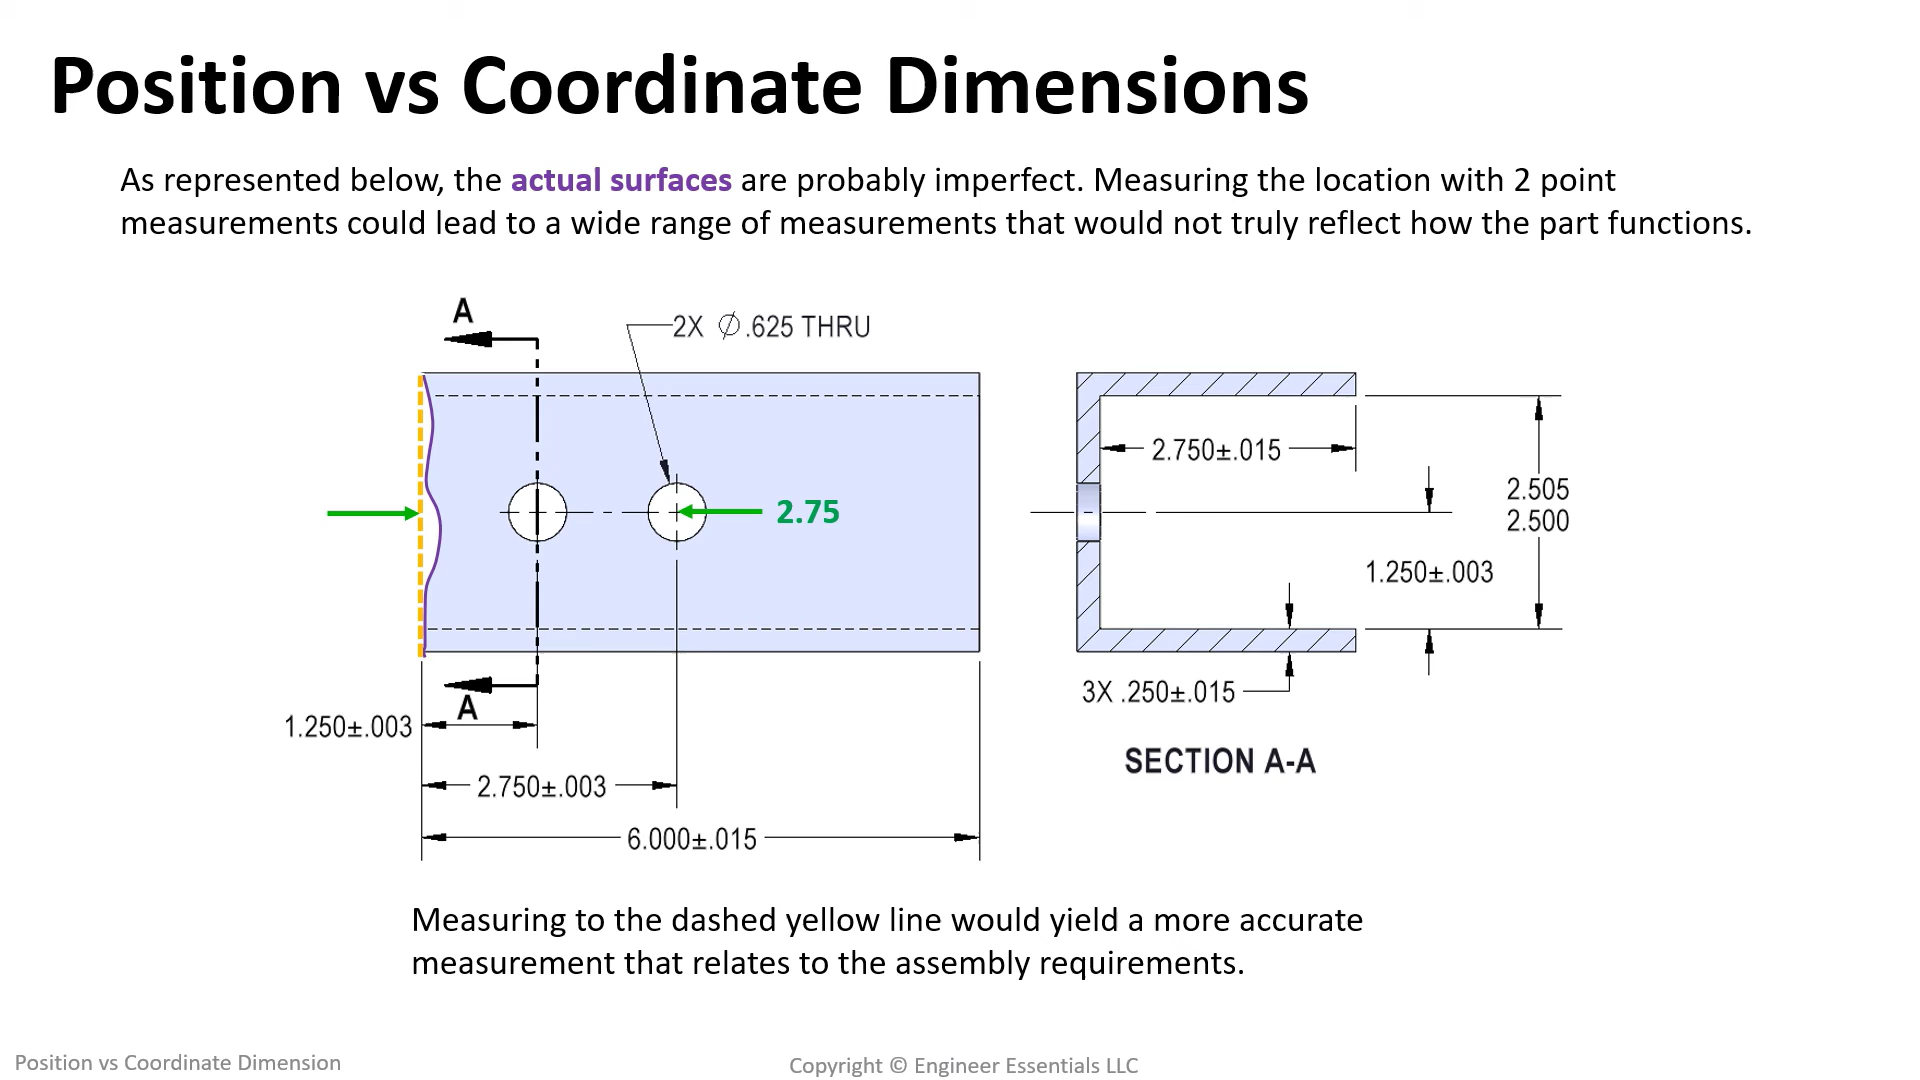 Position vs Coordinate Dimensions
As represented below, the actual surfaces are probably imperfect. Measuring the location with 2 point
measurements could lead to a wide range of measurements that would not truly reflect how the part functions.
A
2X ∅.625 THRU
2.750±.015
2.505
2.500
2.75
1.250±.003
3X .250±.015
A
1.250±.003
SECTION A-A
2.750±.003
6.000±.015
Measuring to the dashed yellow line would yield a more accurate
measurement that relates to the assembly requirements.
Position vs Coordinate Dimension
Copyright © Engineer Essentials LLC